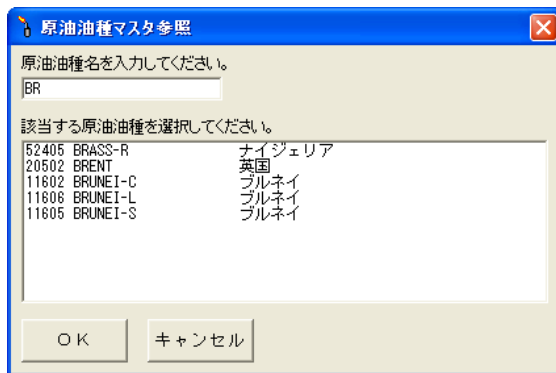 原油油種マスタ参照
原油油種名を入力してください。
BR
該当する原油油種を選択してください。
52405 BRASS-R ナイジェリア
20502 BRENT 英国
11602 BRUNEI-C ブルネイ
11606 BRUNEI-L ブルネイ
11605 BRUNEI-S ブルネイ
ＯＫ キャンセル